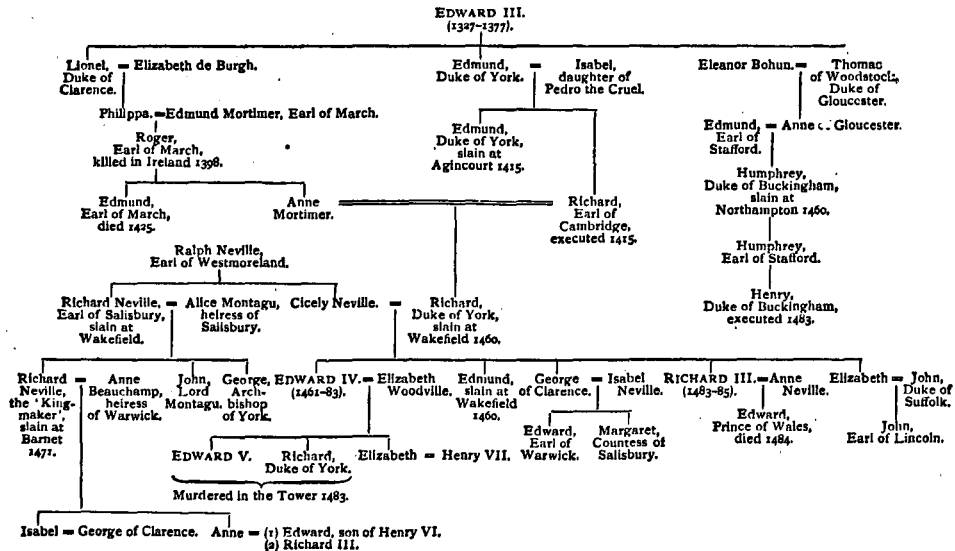 EDWARD III.
(1327-1377).
Lionel,
Duke of
Clarence.
= Elizabeth de Burgh.
Edmund,
Duke of York.
=
Isabel,
daughter of
Pedro the Cruel.
Eleanor Bohun. =
Thomas
of Woodstock,
Duke of
Gloucester.
Philippa. = Edmund Mortimer, Earl of March.
Roger,
Earl of March,
killed in Ireland 1398.
Edmund,
Duke of York,
slain at
Agincourt 1415.
Edmund,
Earl of
Stafford.
= Anne of Gloucester.
Edmund,
Earl of March,
died 1425.
Anne
Mortimer.
Richard,
Earl of
Cambridge,
executed 1415.
Humphrey,
Duke of Buckingham,
slain at
Northampton 1460.
Humphrey,
Earl of Stafford.
Henry,
Duke of Buckingham,
executed 1483.
Ralph Neville,
Earl of Westmoreland.
Richard Neville,
Earl of Salisbury,
slain at
Wakefield.
=
Alice Montagu,
heiress of
Salisbury.
Cicely Neville. =
Richard,
Duke of York,
slain at
Wakefield 1460.
Richard
Neville,
the 'King-
maker',
slain at
Barnet
1471.
=
Anne
Beauchamp,
heiress
of Warwick.
John,
Lord
Montagu.
George,
Arch-
bishop
of York.
EDWARD IV.
(1461-83).
=
Elizabeth
Woodville.
Edmund,
slain at
Wakefield
1460.
George
of Clarence.
=
Isabel
Neville.
RICHARD III.
(1483-85).
=
Anne
Neville.
Elizabeth =
John,
Duke of
Suffolk.
EDWARD V.
Richard,
Duke of York.
Elizabeth = Henry VII.
Murdered in the Tower 1483.
Edward,
Earl of
Warwick.
Margaret,
Countess of
Salisbury.
Edward,
Prince of Wales,
died 1484.
John,
Earl of Lincoln.
Isabel = George of Clarence.
Anne = (1) Edward, son of Henry VI.
(2) Richard III.